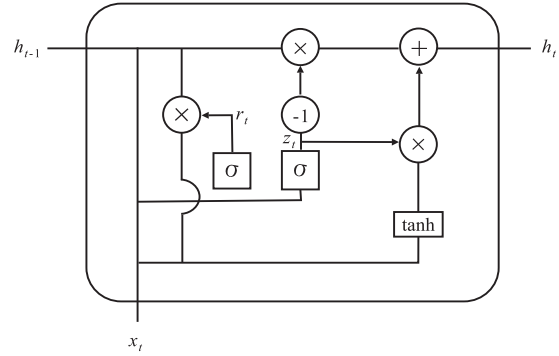 h_{t-1} × + h_t
× r_t -1
z_t ×
σ σ
tanh
x_t